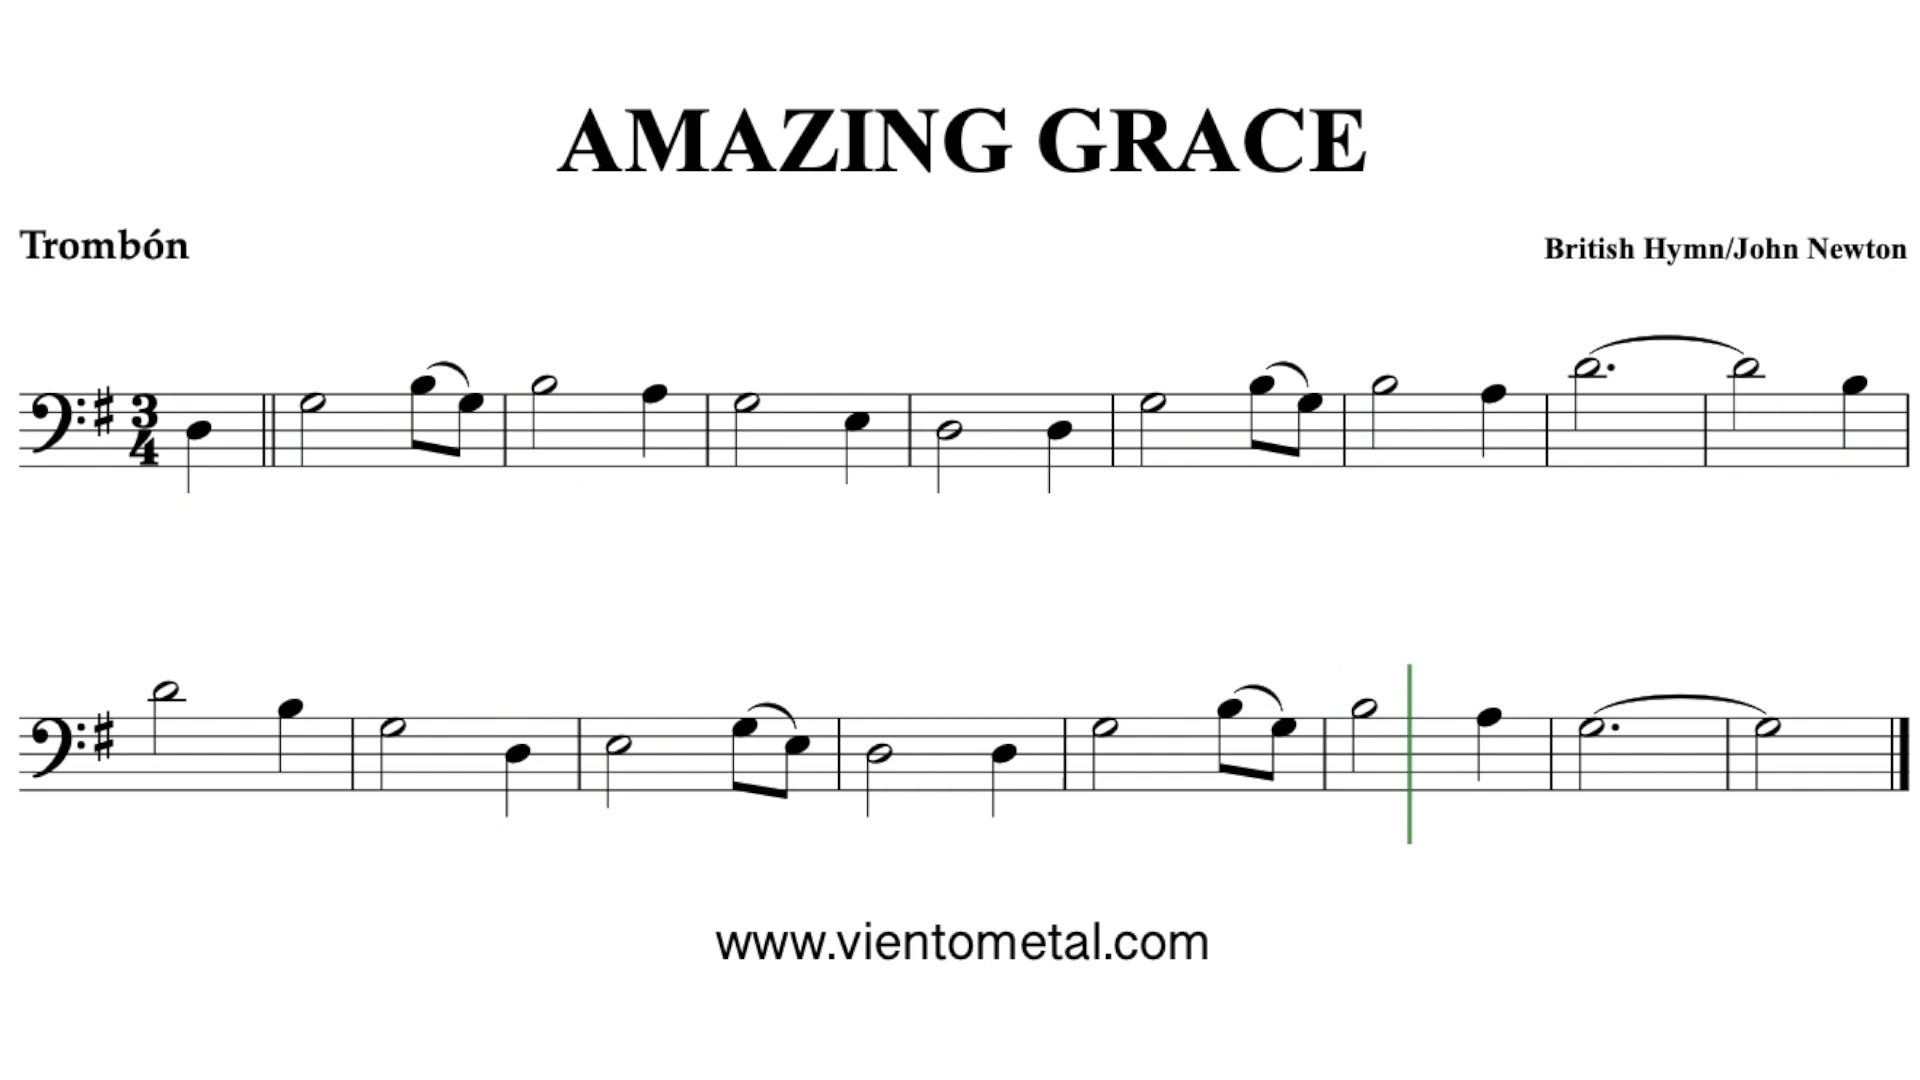 AMAZING GRACE
Trombón
British Hymn/John Newton
3
4
www.vientometal.com